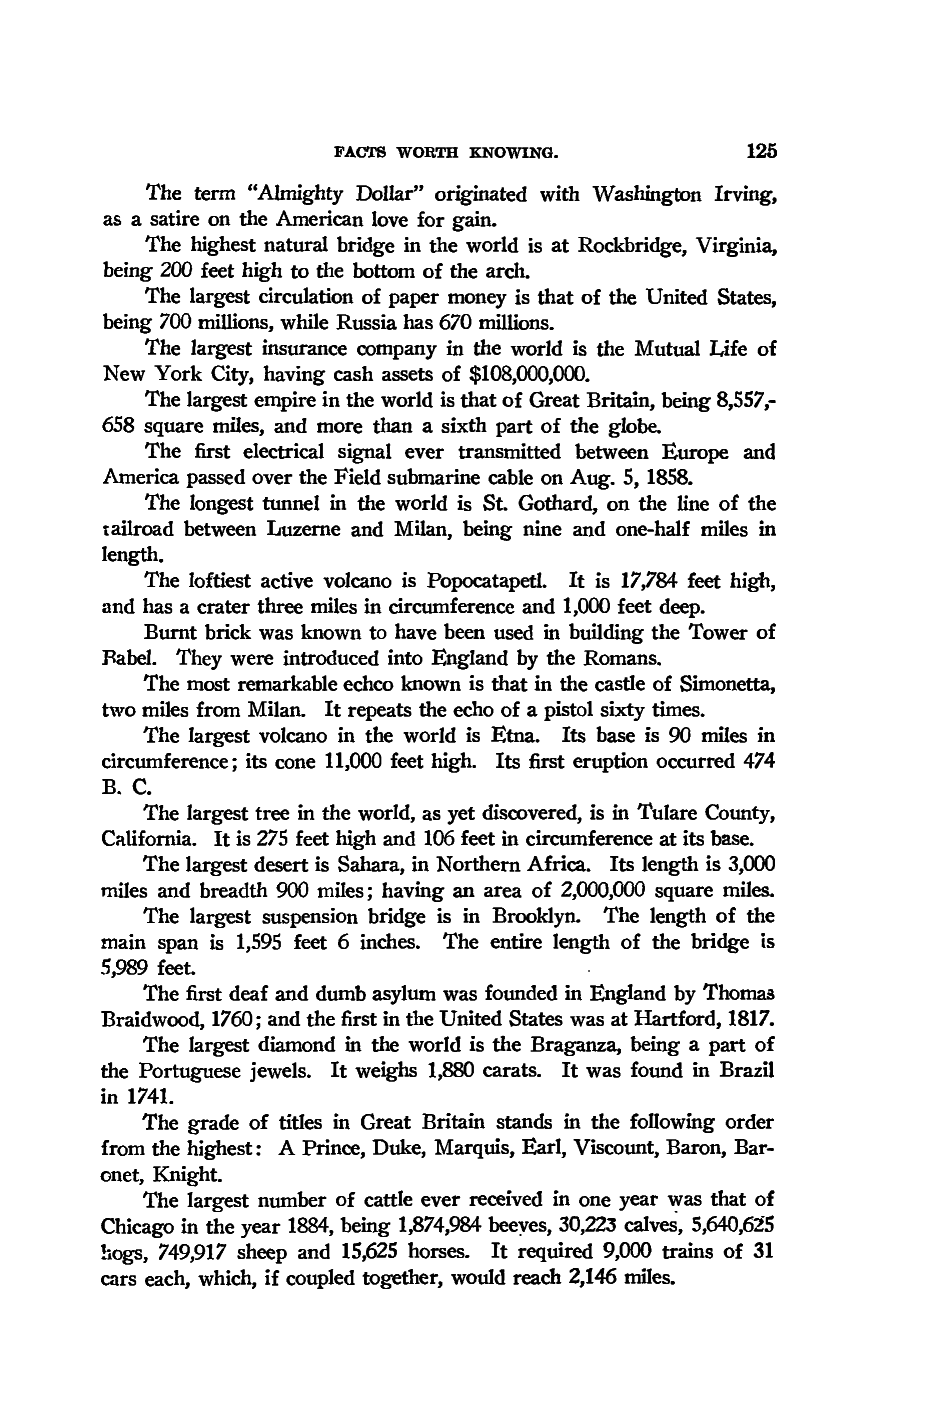 FACTS WORTH KNOWING. 125
The term “Almighty Dollar” originated with Washington Irving,
as a satire on the American love for gain.
The highest natural bridge in the world is at Rockbridge, Virginia,
being 200 feet high to the bottom of the arch.
The largest circulation of paper money is that of the United States,
being 700 millions, while Russia has 670 millions.
The largest insurance company in the world is the Mutual Life of
New York City, having cash assets of $108,000,000.
The largest empire in the world is that of Great Britain, being 8,557,-
658 square miles, and more than a sixth part of the globe.
The first electrical signal ever transmitted between Europe and
America passed over the Field submarine cable on Aug. 5, 1858.
The longest tunnel in the world is St. Gothard, on the line of the
railroad between Luzerne and Milan, being nine and one-half miles in
length.
The loftiest active volcano is Popocatapetl. It is 17,784 feet high,
and has a crater three miles in circumference and 1,000 feet deep.
Burnt brick was known to have been used in building the Tower of
Babel. They were introduced into England by the Romans.
The most remarkable echco known is that in the castle of Simonetta,
two miles from Milan. It repeats the echo of a pistol sixty times.
The largest volcano in the world is Etna. Its base is 90 miles in
circumference; its cone 11,000 feet high. Its first eruption occurred 474
B. C.
The largest tree in the world, as yet discovered, is in Tulare County,
California. It is 275 feet high and 106 feet in circumference at its base.
The largest desert is Sahara, in Northern Africa. Its length is 3,000
miles and breadth 900 miles; having an area of 2,000,000 square miles.
The largest suspension bridge is in Brooklyn. The length of the
main span is 1,595 feet 6 inches. The entire length of the bridge is
5,989 feet.
The first deaf and dumb asylum was founded in England by Thomas
Braidwood, 1760; and the first in the United States was at Hartford, 1817.
The largest diamond in the world is the Braganza, being a part of
the Portuguese jewels. It weighs 1,880 carats. It was found in Brazil
in 1741.
The grade of titles in Great Britain stands in the following order
from the highest: A Prince, Duke, Marquis, Earl, Viscount, Baron, Bar-
onet, Knight.
The largest number of cattle ever received in one year was that of
Chicago in the year 1884, being 1,874,984 beeves, 30,223 calves, 5,640,625
hogs, 749,917 sheep and 15,625 horses. It required 9,000 trains of 31
cars each, which, if coupled together, would reach 2,146 miles.